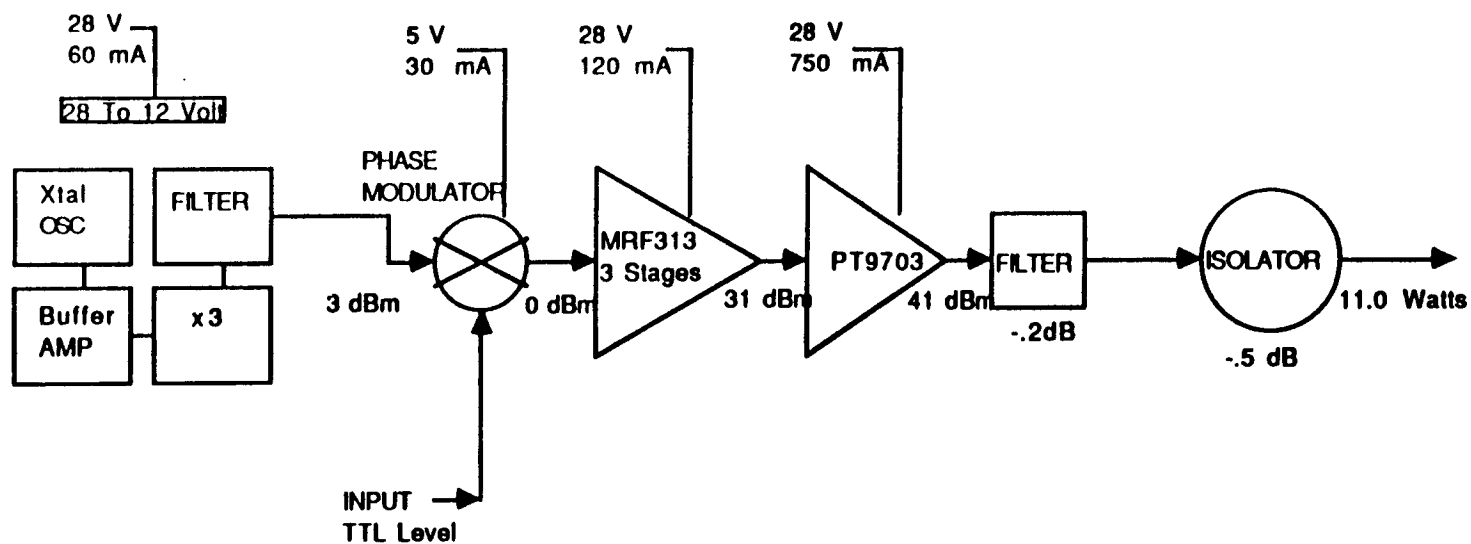 28 V
60 mA
28 To 12 Volt
5 V
30 mA
28 V
120 mA
28 V
750 mA
Xtal
OSC
FILTER
Buffer
AMP
x3
PHASE
MODULATOR
3 dBm
0 dBm
MRF313
3 Stages
31 dBm
PT9703
41 dBm
FILTER
-.2dB
ISOLATOR
-.5 dB
11.0 Watts
INPUT
TTL Level